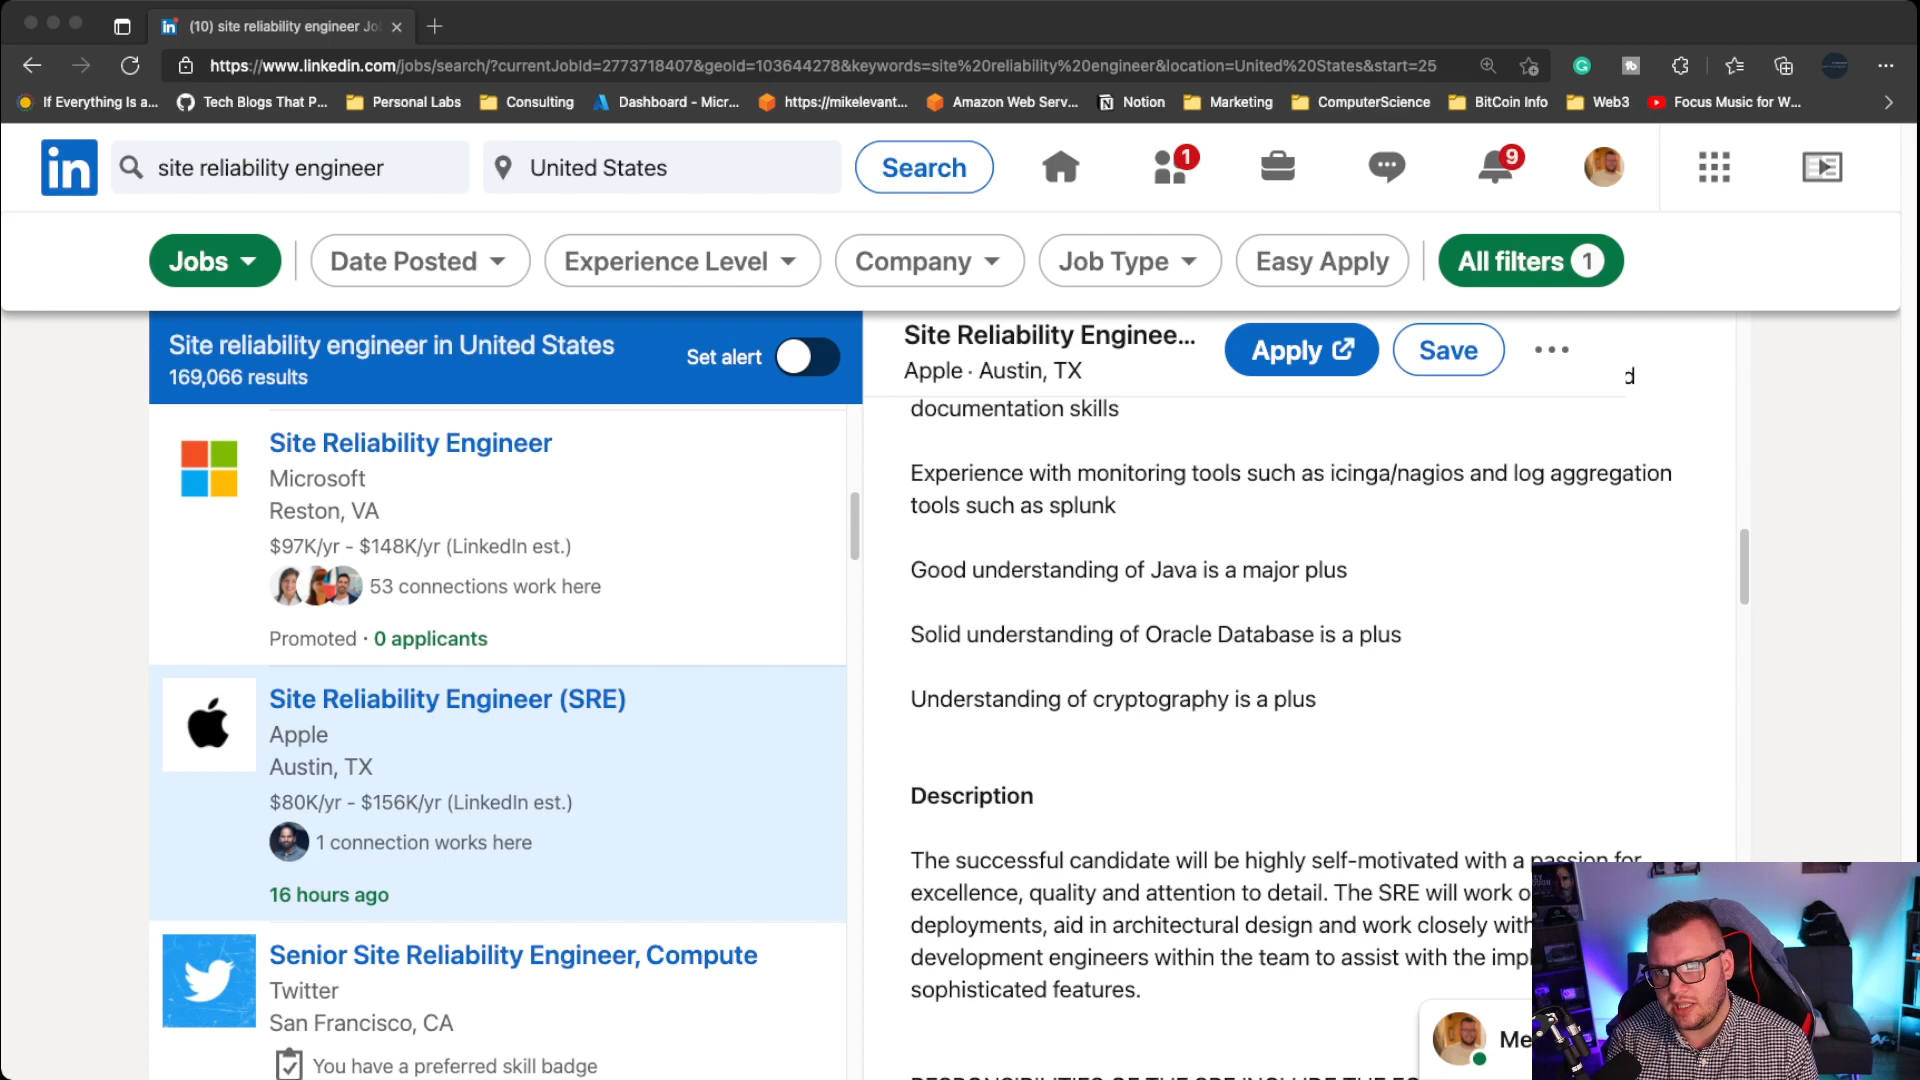 (10) site reliability engineer Jo
https://www.linkedin.com/jobs/search/?currentJobId=2773718407&geoId=103644278&keywords=site%20reliability%20engineer&location=United%20States&start=25
If Everything Is a...
Tech Blogs That P...
Personal Labs
Consulting
Dashboard - Micr...
https://mikelevant...
Amazon Web Serv...
Notion
Marketing
ComputerScience
BitCoin Info
Web3
Focus Music for W...
in
site reliability engineer
United States
Search
1
9
Jobs
Date Posted
Experience Level
Company
Job Type
Easy Apply
All filters 1
Site reliability engineer in United States
169,066 results
Set alert
Site Reliability Engineer
Microsoft
Reston, VA
$97K/yr - $148K/yr (LinkedIn est.)
53 connections work here
Promoted · 0 applicants
Site Reliability Engineer (SRE)
Apple
Austin, TX
$80K/yr - $156K/yr (LinkedIn est.)
1 connection works here
16 hours ago
Senior Site Reliability Engineer, Compute
Twitter
San Francisco, CA
You have a preferred skill badge
Site Reliability Enginee...
Apple · Austin, TX
Apply
Save
d
documentation skills
Experience with monitoring tools such as icinga/nagios and log aggregation
tools such as splunk
Good understanding of Java is a major plus
Solid understanding of Oracle Database is a plus
Understanding of cryptography is a plus
Description
The successful candidate will be highly self-motivated with a passion for
excellence, quality and attention to detail. The SRE will work o
deployments, aid in architectural design and work closely with
development engineers within the team to assist with the impl
sophisticated features.
Me